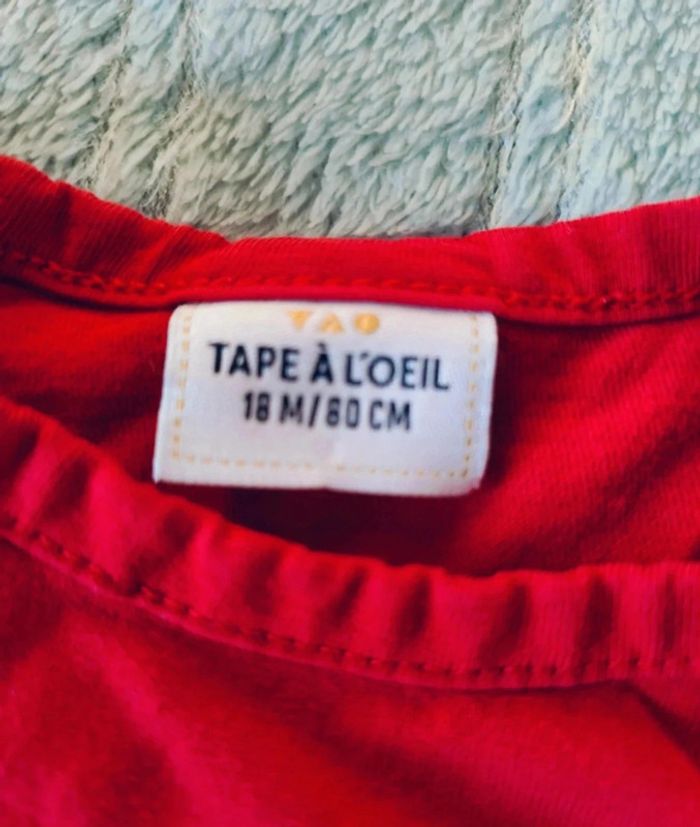 TAO
TAPE À L'OEIL
18 M/80 CM